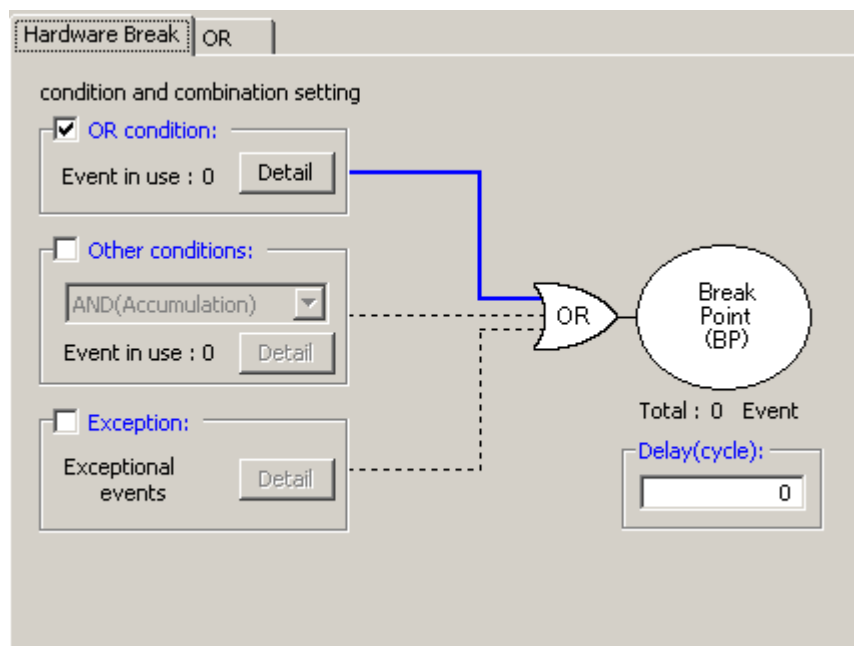 Hardware Break
OR
condition and combination setting
OR condition:
Event in use : 0
Detail
Other conditions:
AND(Accumulation)
Event in use : 0
Detail
Exception:
Exceptional
events
Detail
OR
Break
Point
(BP)
Total : 0 Event
Delay(cycle):
0